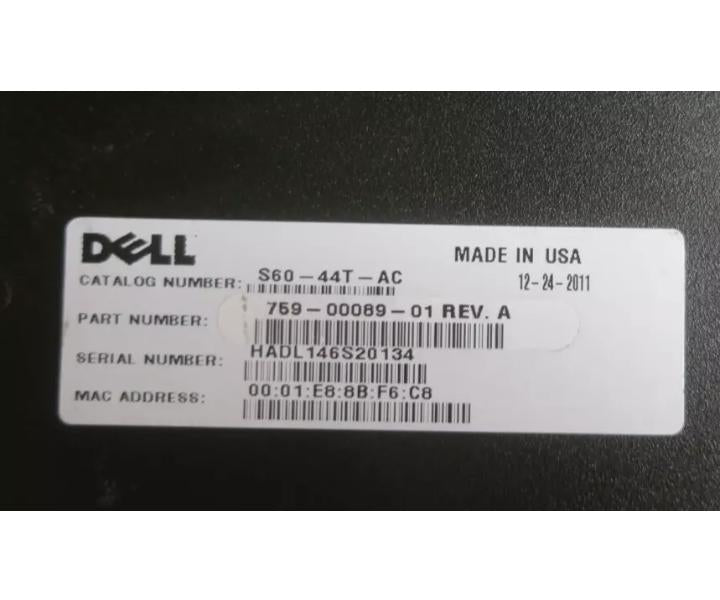 DELL
MADE IN USA
12-24-2011
CATALOG NUMBER: S60-44T-AC
PART NUMBER: 759-00089-01 REV. A
SERIAL NUMBER: HADL146S20134
MAC ADDRESS: 00:01:E8:8B:F6:C8